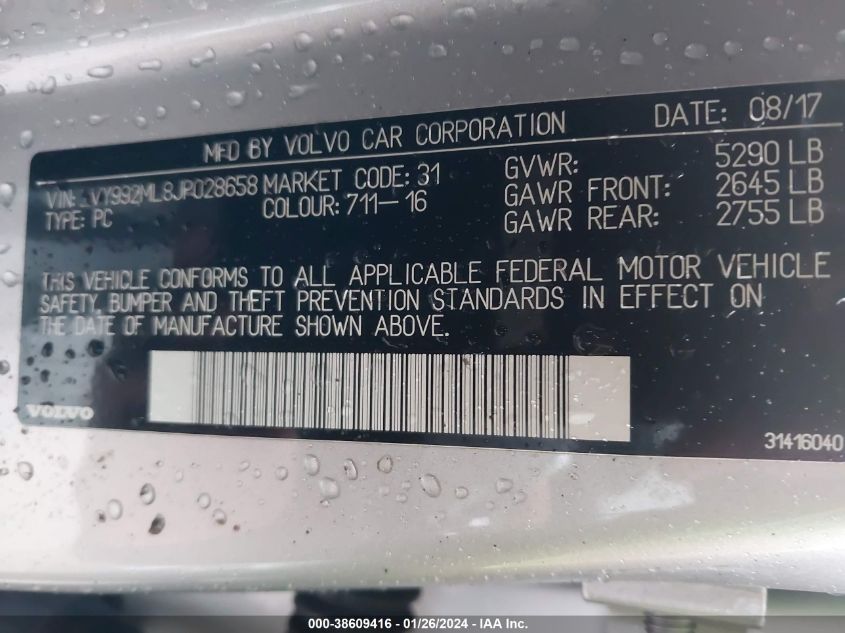 MFD BY VOLVO CAR CORPORATION DATE: 08/17
VIN: LVY992ML8JP028658 MARKET CODE: 31 GVWR: 5290 LB
TYPE: PC COLOUR: 711-16 GAWR FRONT: 2645 LB
GAWR REAR: 2755 LB
THIS VEHICLE CONFORMS TO ALL APPLICABLE FEDERAL MOTOR VEHICLE
SAFETY, BUMPER AND THEFT PREVENTION STANDARDS IN EFFECT ON
THE DATE OF MANUFACTURE SHOWN ABOVE.
VOLVO
31416040
000-38609416 - 01/26/2024 - IAA Inc.